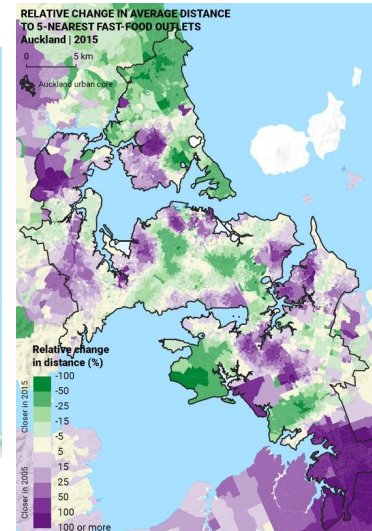 RELATIVE CHANGE IN AVERAGE DISTANCE
TO 5-NEAREST FAST-FOOD OUTLETS
Auckland | 2015
0 5 km
Auckland urban core
Relative change
in distance (%)
Closer in 2015
Closer in 2005
-100
-50
-25
-15
-5
5
15
25
50
100
100 or more